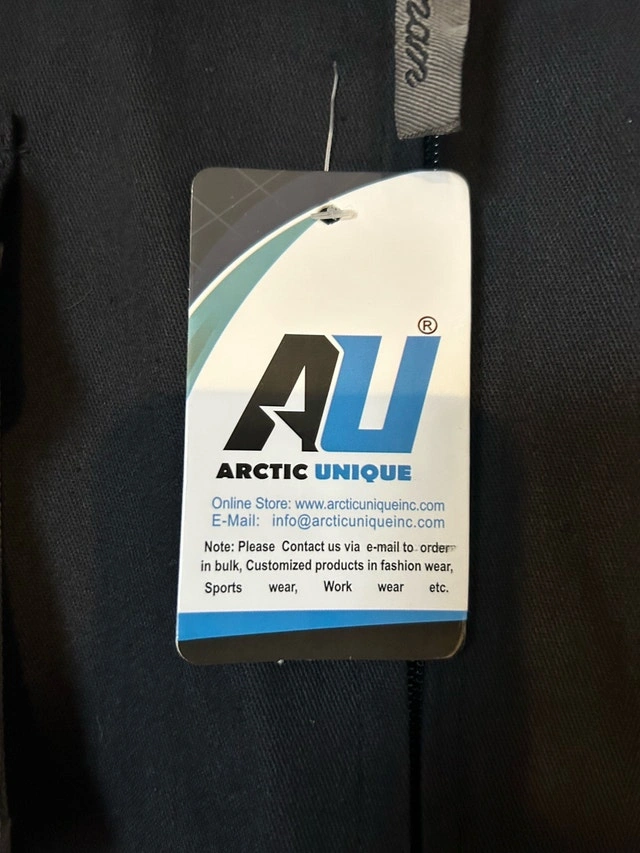 AU®
ARCTIC UNIQUE
Online Store: www.arcticuniqueinc.com
E-Mail: info@arcticuniqueinc.com
Note: Please Contact us via e-mail to order
in bulk, Customized products in fashion wear,
Sports wear, Work wear etc.